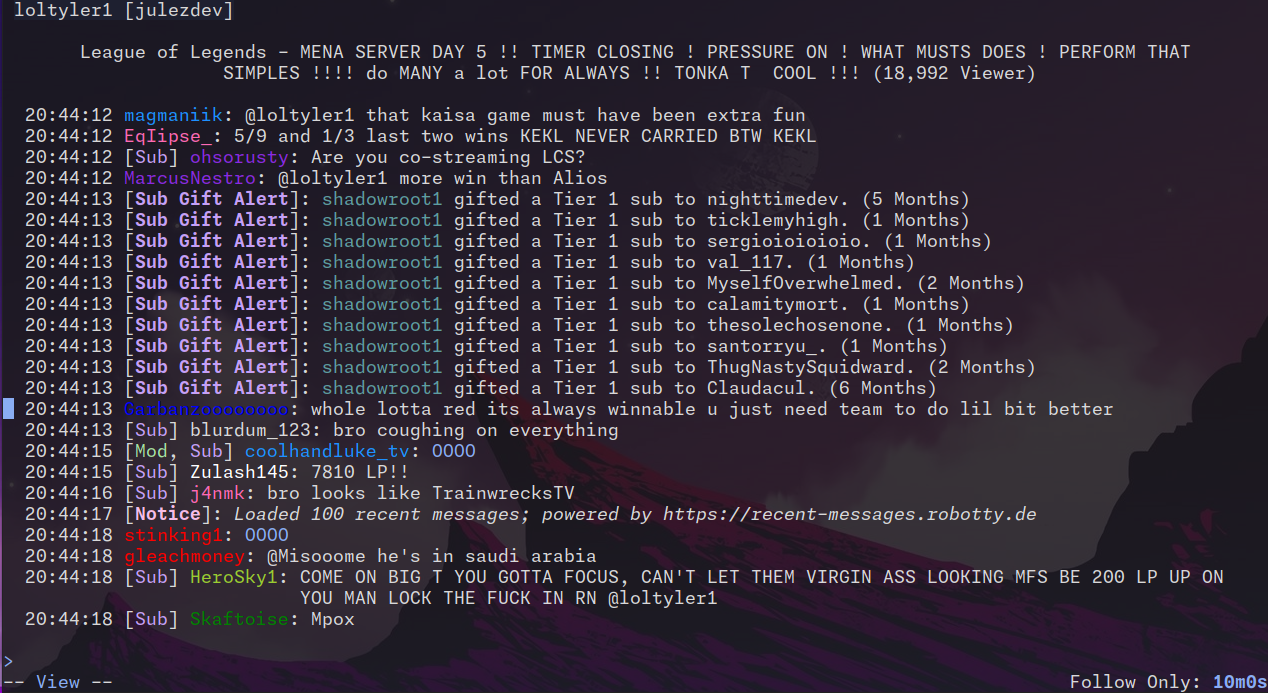 loltyler1 [julezdev]
League of Legends - MENA SERVER DAY 5 !! TIMER CLOSING ! PRESSURE ON ! WHAT MUSTS DOES ! PERFORM THAT
SIMPLES !!!! do MANY a lot FOR ALWAYS !! TONKA T  COOL !!! (18,992 Viewer)
20:44:12 magmaniik: @loltyler1 that kaisa game must have been extra fun
20:44:12 EqIipse_: 5/9 and 1/3 last two wins KEKL NEVER CARRIED BTW KEKL
20:44:12 [Sub] ohsorusty: Are you co-streaming LCS?
20:44:12 MarcusNestro: @loltyler1 more win than Alios
20:44:13 [Sub Gift Alert]: shadowroot1 gifted a Tier 1 sub to nighttimedev. (5 Months)
20:44:13 [Sub Gift Alert]: shadowroot1 gifted a Tier 1 sub to ticklemyhigh. (1 Months)
20:44:13 [Sub Gift Alert]: shadowroot1 gifted a Tier 1 sub to sergioioioioio. (1 Months)
20:44:13 [Sub Gift Alert]: shadowroot1 gifted a Tier 1 sub to val_117. (1 Months)
20:44:13 [Sub Gift Alert]: shadowroot1 gifted a Tier 1 sub to MyselfOverwhelmed. (2 Months)
20:44:13 [Sub Gift Alert]: shadowroot1 gifted a Tier 1 sub to calamitymort. (1 Months)
20:44:13 [Sub Gift Alert]: shadowroot1 gifted a Tier 1 sub to thesolechosenone. (1 Months)
20:44:13 [Sub Gift Alert]: shadowroot1 gifted a Tier 1 sub to santorryu_. (1 Months)
20:44:13 [Sub Gift Alert]: shadowroot1 gifted a Tier 1 sub to ThugNastySquidward. (2 Months)
20:44:13 [Sub Gift Alert]: shadowroot1 gifted a Tier 1 sub to Claudacul. (6 Months)
20:44:13 Garbanzoooooooo: whole lotta red its always winnable u just need team to do lil bit better
20:44:13 [Sub] blurdum_123: bro coughing on everything
20:44:15 [Mod, Sub] coolhandluke_tv: OOOO
20:44:15 [Sub] Zulash145: 7810 LP!!
20:44:16 [Sub] j4nmk: bro looks like TrainwrecksTV
20:44:17 [Notice]: Loaded 100 recent messages; powered by https://recent-messages.robotty.de
20:44:18 stinking1: OOOO
20:44:18 gleachmoney: @Misooome he's in saudi arabia
20:44:18 [Sub] HeroSky1: COME ON BIG T YOU GOTTA FOCUS, CAN'T LET THEM VIRGIN ASS LOOKING MFS BE 200 LP UP ON
YOU MAN LOCK THE FUCK IN RN @loltyler1
20:44:18 [Sub] Skaftoise: Mpox
>
-- View --
Follow Only: 10m0s